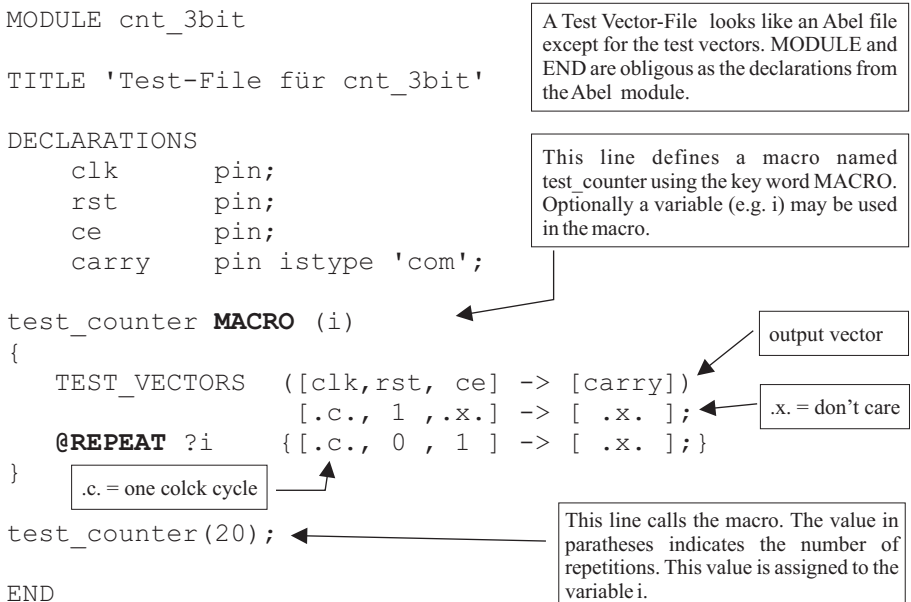 MODULE cnt_3bit
A Test Vector-File looks like an Abel file
except for the test vectors. MODULE and
END are obligous as the declarations from
the Abel module.
TITLE 'Test-File für cnt_3bit'
DECLARATIONS
clk pin;
rst pin;
ce pin;
carry pin istype 'com';
This line defines a macro named
test_counter using the key word MACRO.
Optionally a variable (e.g. i) may be used
in the macro.
test_counter MACRO (i)
{
output vector
TEST_VECTORS ([clk,rst, ce] -> [carry])
[.c., 1 ,.x.] -> [ .x. ];
.x. = don't care
@REPEAT ?i {[.c., 0 , 1 ] -> [ .x. ];}
}
.c. = one colck cycle
test_counter(20);
This line calls the macro. The value in
paratheses indicates the number of
repetitions. This value is assigned to the
variable i.
END